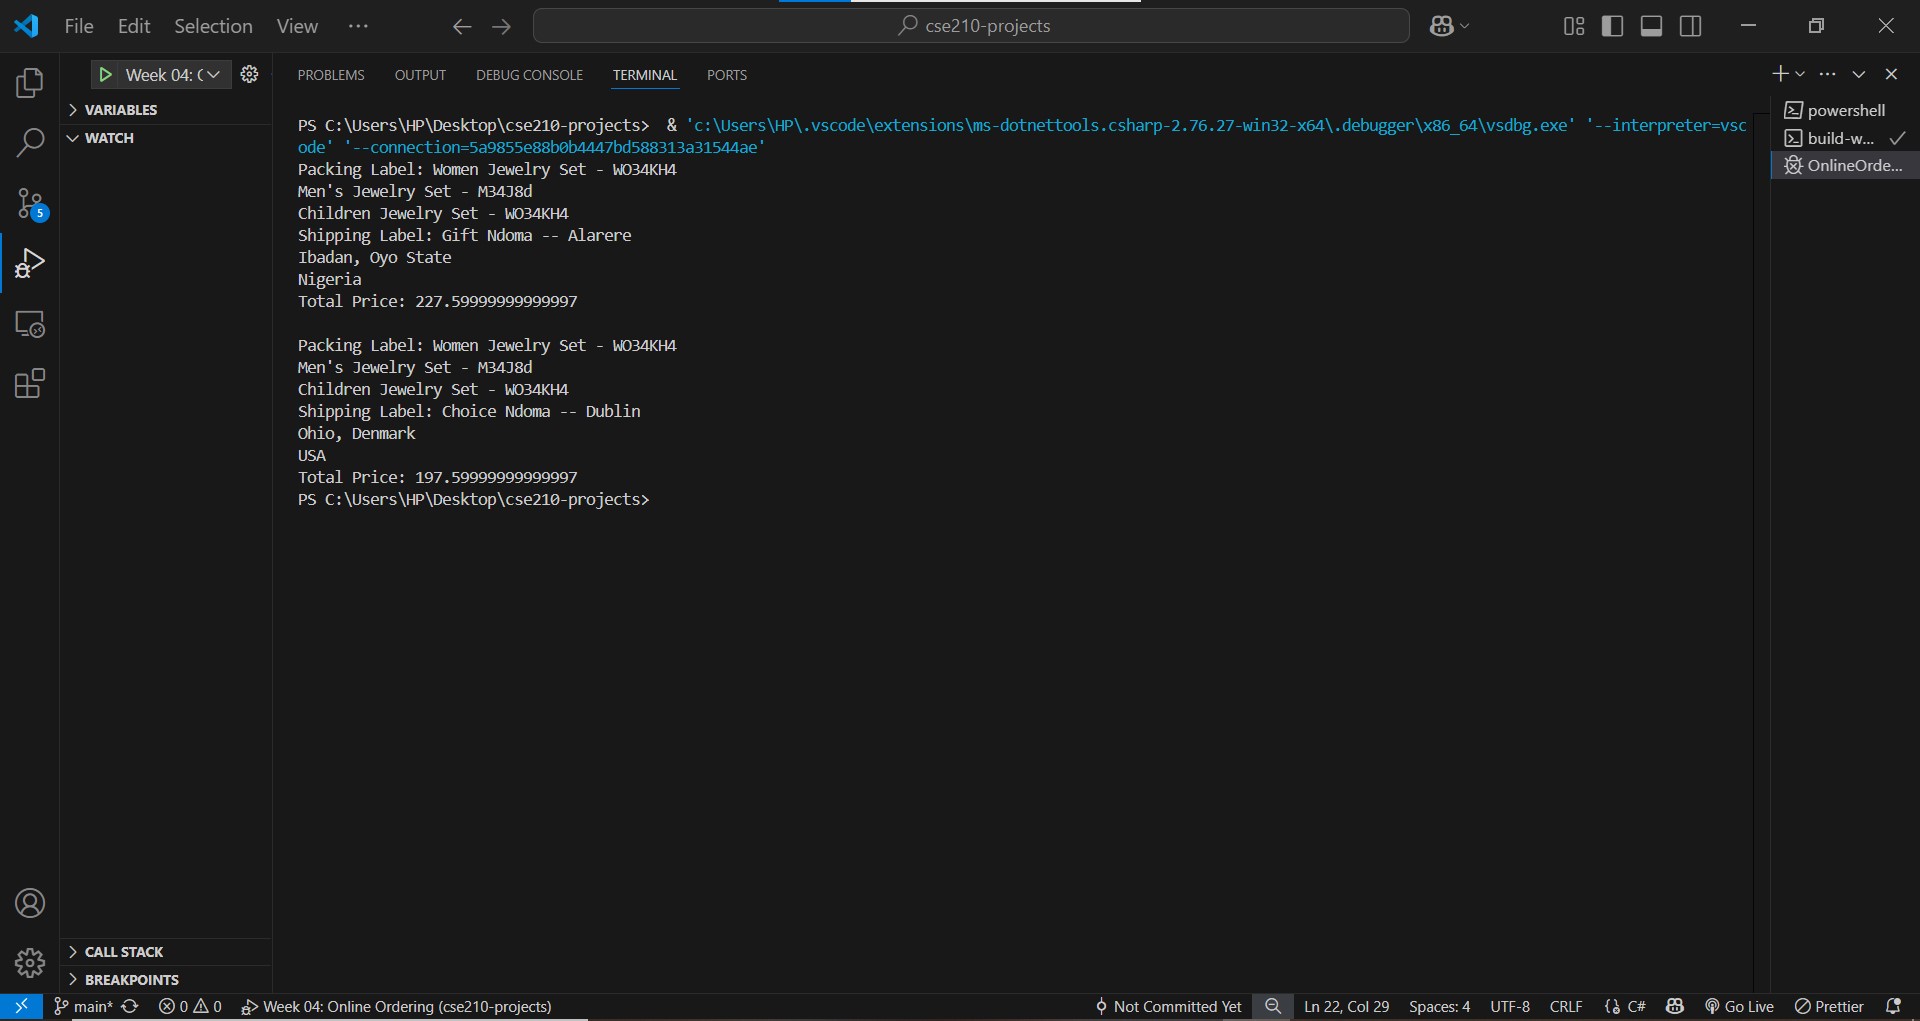 File Edit Selection View ··· cse210-projects
Week 04: (
VARIABLES
WATCH
5
CALL STACK
BREAKPOINTS
PROBLEMS OUTPUT DEBUG CONSOLE TERMINAL PORTS
PS C:\Users\HP\Desktop\cse210-projects>  & 'c:\Users\HP\.vscode\extensions\ms-dotnettools.csharp-2.76.27-win32-x64\.debugger\x86_64\vsdbg.exe' '--interpreter=vsc
ode' '--connection=5a9855e88b0b4447bd588313a31544ae'
Packing Label: Women Jewelry Set - WO34KH4
Men's Jewelry Set - M34J8d
Children Jewelry Set - WO34KH4
Shipping Label: Gift Ndoma -- Alarere
Ibadan, Oyo State
Nigeria
Total Price: 227.59999999999997
Packing Label: Women Jewelry Set - WO34KH4
Men's Jewelry Set - M34J8d
Children Jewelry Set - WO34KH4
Shipping Label: Choice Ndoma -- Dublin
Ohio, Denmark
USA
Total Price: 197.59999999999997
PS C:\Users\HP\Desktop\cse210-projects>
powershell
build-w...
OnlineOrde...
main* 0 0 Week 04: Online Ordering (cse210-projects) Not Committed Yet Ln 22, Col 29 Spaces: 4 UTF-8 CRLF C# Go Live Prettier